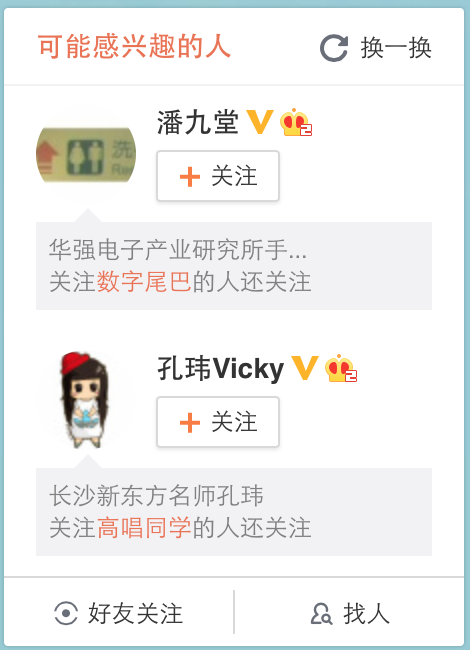 可能感兴趣的人
换一换
潘九堂
2
+ 关注
洗
华强电子产业研究所手...
关注数字尾巴的人还关注
孔玮Vicky
2
+ 关注
长沙新东方名师孔玮
关注高唱同学的人还关注
好友关注
找人